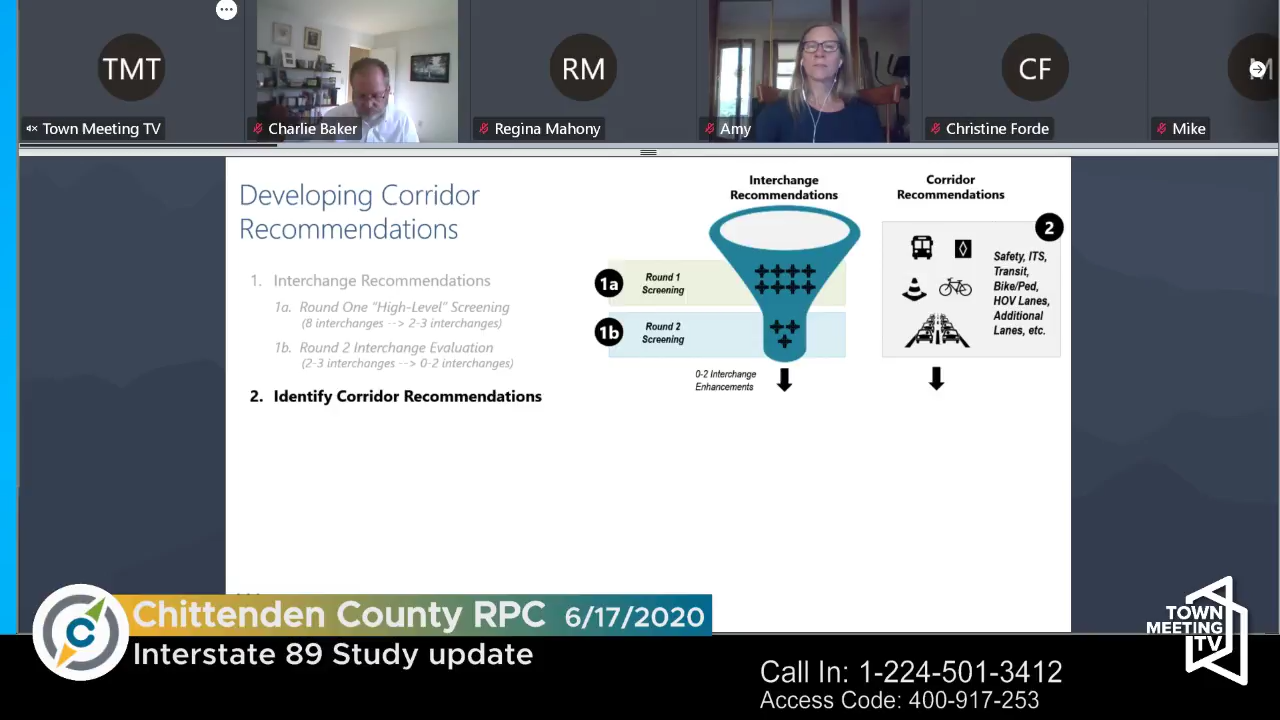 TMT
RM
CF
M
Town Meeting TV
Charlie Baker
Regina Mahony
Amy
Christine Forde
Mike
Developing Corridor
Recommendations
1. Interchange Recommendations
1a. Round One “High-Level” Screening
(8 interchanges --> 2-3 interchanges)
1b. Round 2 Interchange Evaluation
(2-3 interchanges --> 0-2 interchanges)
2. Identify Corridor Recommendations
Interchange
Recommendations
1a
Round 1
Screening
1b
Round 2
Screening
0-2 Interchange
Enhancements
Corridor
Recommendations
2
Safety, ITS,
Transit,
Bike/Ped,
HOV Lanes,
Additional
Lanes, etc.
C
Chittenden County RPC 6/17/2020
Interstate 89 Study update
TOWN
MEETING
TV
Call In: 1-224-501-3412
Access Code: 400-917-253